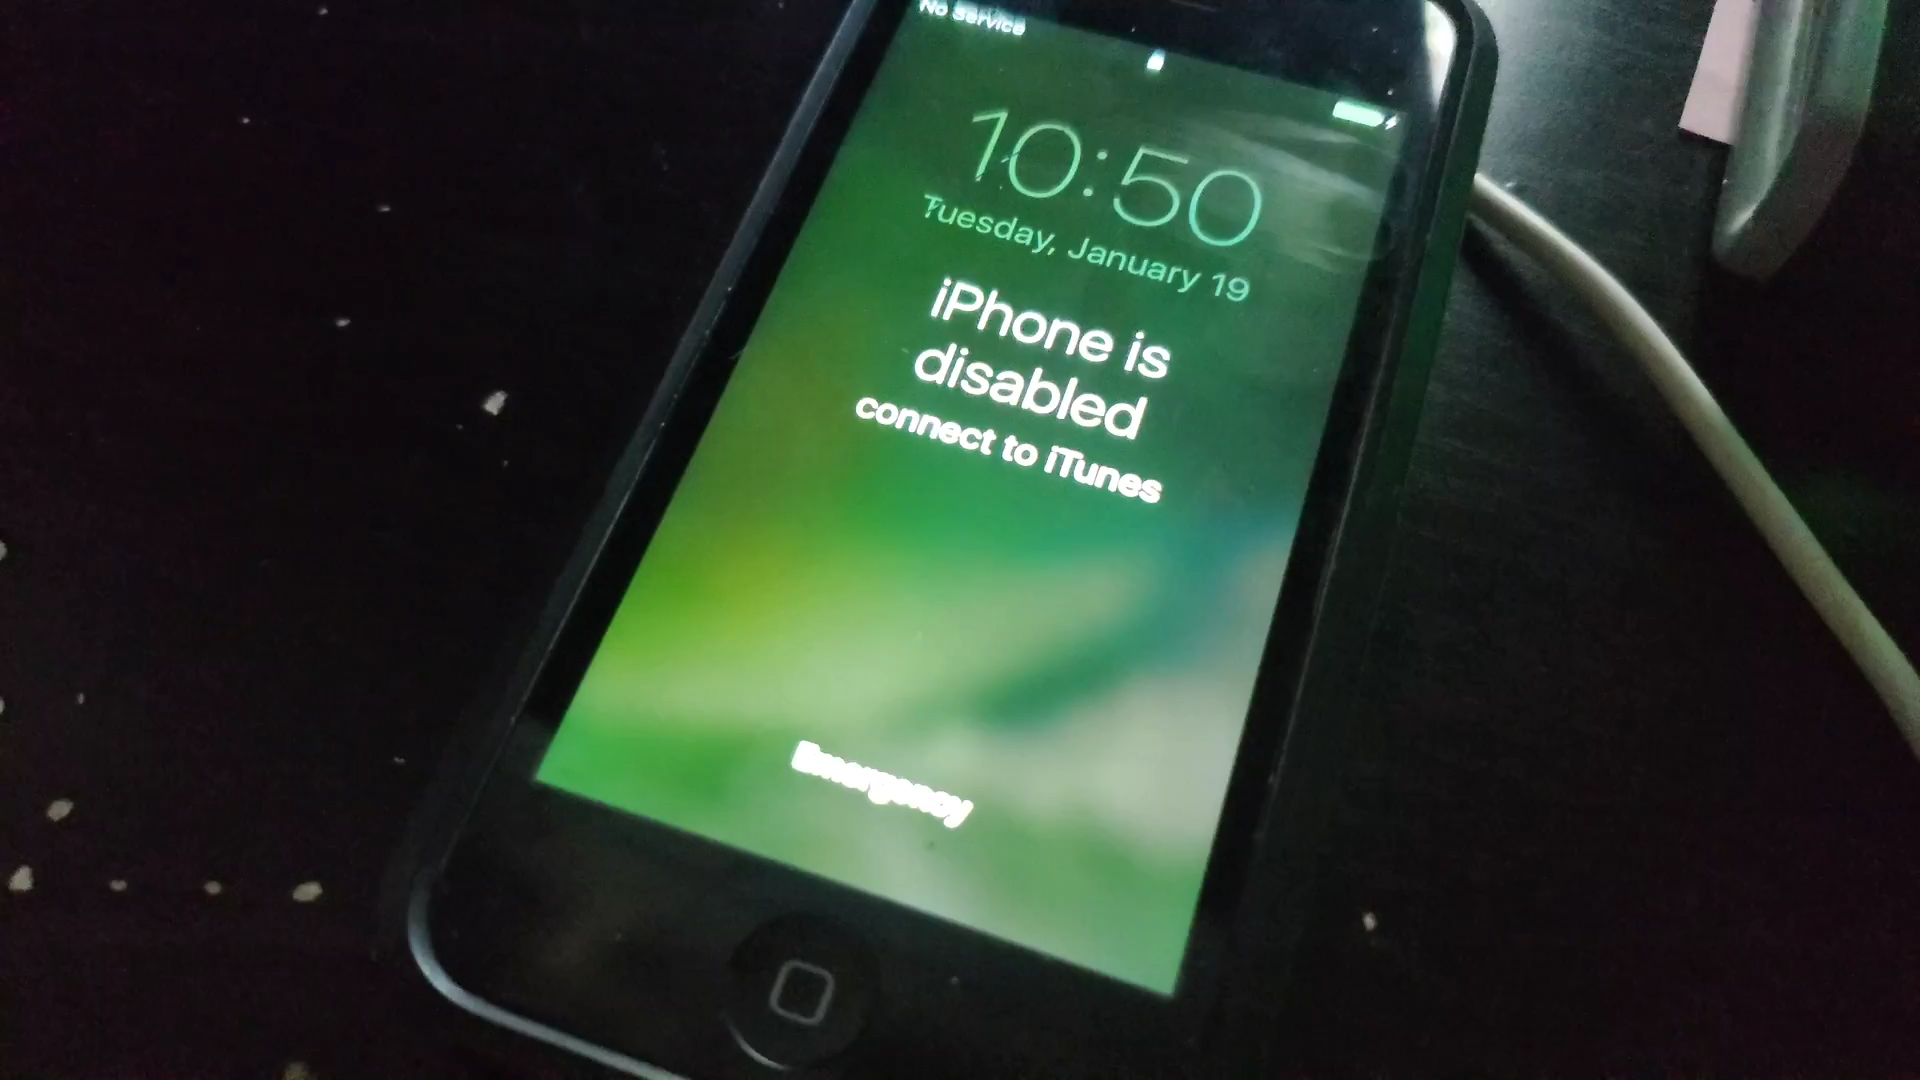 No Service
10:50
Tuesday, January 19
iPhone is
disabled
connect to iTunes
Emergency